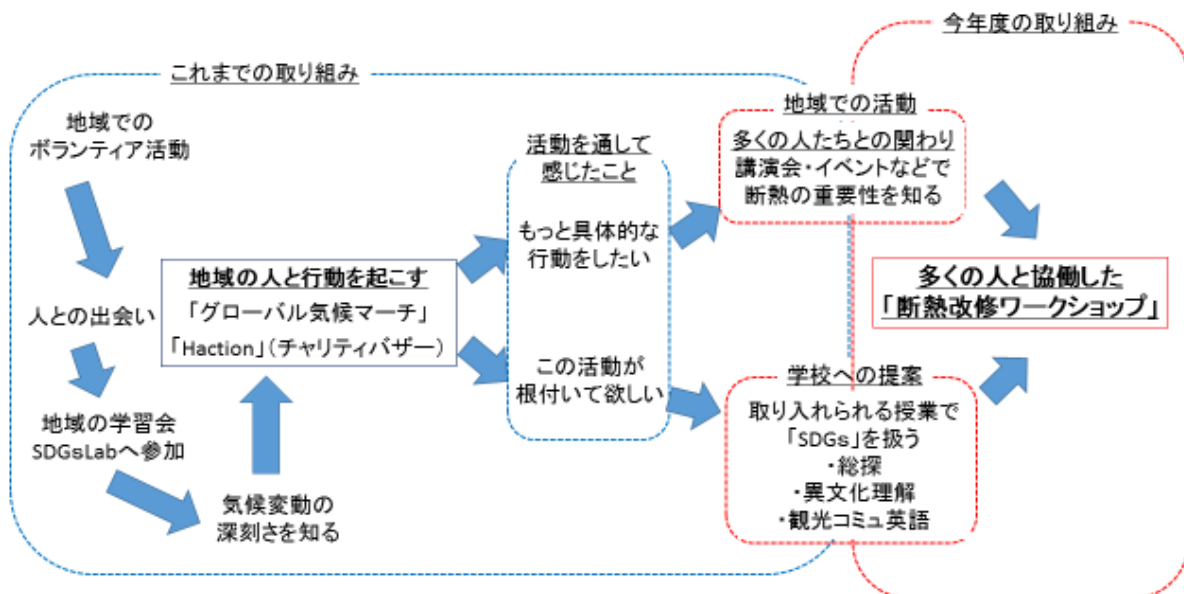 今年度の取り組み
これまでの取り組み
地域での
ボランティア活動
人との出会い
地域の学習会
SDGsLabへ参加
気候変動の
深刻さを知る
地域の人と行動を起こす
「グローバル気候マーチ」
「Haction」(チャリティバザー)
活動を通して
感じたこと
もっと具体的な
行動をしたい
この活動が
根付いて欲しい
地域での活動
多くの人たちとの関わり
講演会・イベントなどで
断熱の重要性を知る
学校への提案
取り入れられる授業で
「SDGs」を扱う
・総探
・異文化理解
・観光コミュ英語
多くの人と協働した
「断熱改修ワークショップ」